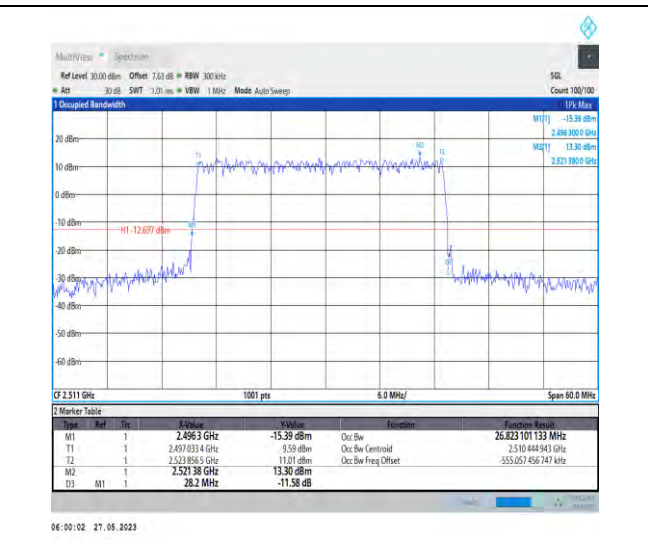 MultiView Spectrum
Ref Level 30.00 dBm Offset 7.63 dB RBW 300 kHz SGL
Att 30 dB SWT 1.01 ms VBW 1 MHz Mode Auto Sweep Count 100/100
1 Occupied Bandwidth 1Pk Max
M1[1] -15.39 dBm
2.496 300 0 GHz
M2[1] 13.30 dBm
2.521 380 0 GHz
20 dBm
M2
T1
10 dBm
0 dBm
-10 dBm
H1 -12.697 dBm
M1
-20 dBm
-30 dBm
-40 dBm
-50 dBm
-60 dBm
CF 2.511 GHz 1001 pts 6.0 MHz/ Span 60.0 MHz
2 Marker Table
Type Ref Trc X-Value Y-Value Function Function Result
M1 1 2.4963 GHz -15.39 dBm Occ Bw 26.823 101 133 MHz
T1 1 2.497 033 4 GHz 9.59 dBm Occ Bw Centroid 2.510 444 943 GHz
T2 1 2.523 856 5 GHz 11.01 dBm Occ Bw Freq Offset -555.057 456 747 kHz
M2 1 2.521 38 GHz 13.30 dBm
D3 M1 1 28.2 MHz -11.58 dB
06:00:02 27.05.2023